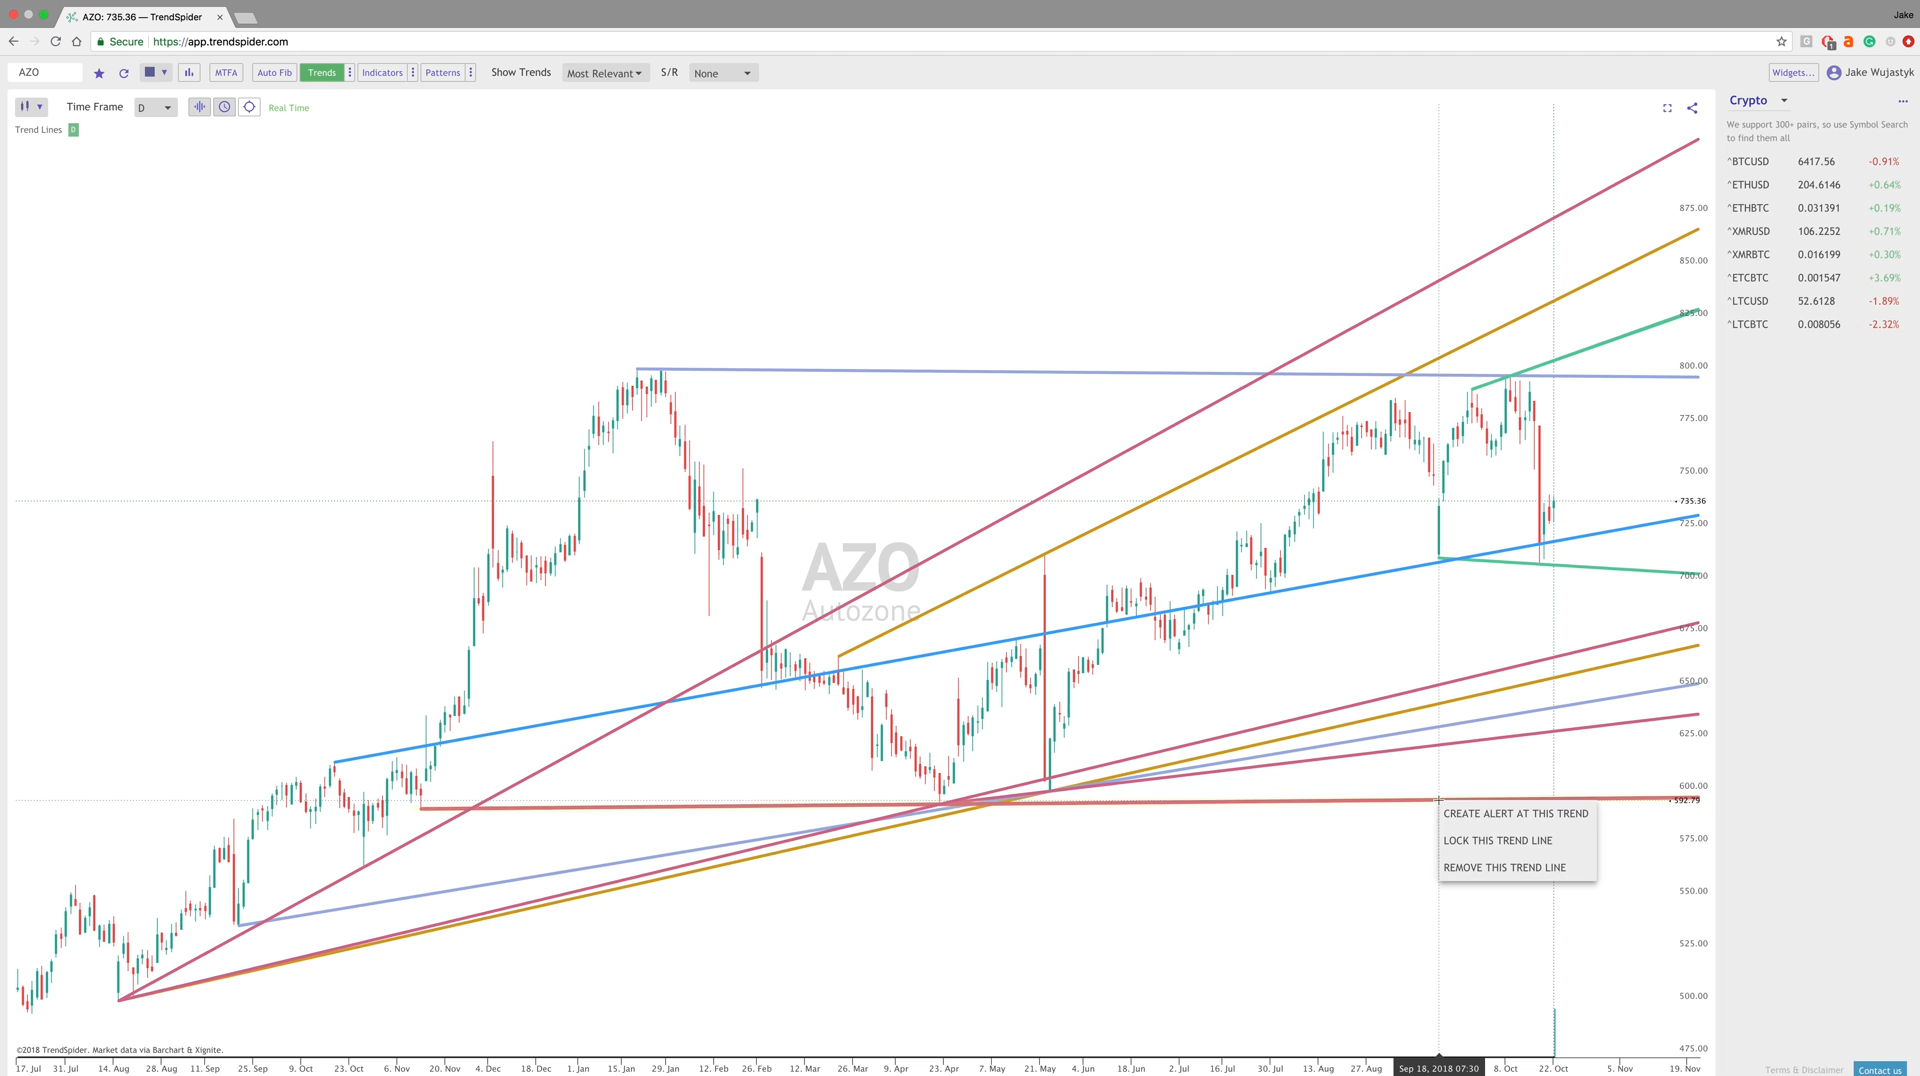 AZO: 735.36 — TrendSpider
Jake
Secure https://app.trendspider.com
AZO MTFA Auto Fib Trends Indicators Patterns Show Trends Most Relevant S/R None Widgets... Jake Wujastyk
Time Frame D Real Time
Trend Lines D
Crypto
We support 300+ pairs, so use Symbol Search
to find them all
^BTCUSD 6417.56 -0.91%
^ETHUSD 204.6146 +0.64%
^ETHBTC 0.031391 +0.19%
^XMRUSD 106.2252 +0.71%
^XMRBTC 0.016199 +0.30%
^ETCBTC 0.001547 +3.69%
^LTCUSD 52.6128 -1.89%
^LTCBTC 0.008056 -2.32%
875.00
850.00
825.00
800.00
775.00
750.00
735.36
725.00
700.00
675.00
650.00
625.00
600.00
592.79
575.00
550.00
525.00
500.00
475.00
AZO
Autozone
CREATE ALERT AT THIS TREND
LOCK THIS TREND LINE
REMOVE THIS TREND LINE
©2018 TrendSpider. Market data via Barchart & Xignite.
17. Jul 31. Jul 14. Aug 28. Aug 11. Sep 25. Sep 9. Oct 23. Oct 6. Nov 20. Nov 4. Dec 18. Dec 1. Jan 15. Jan 29. Jan 12. Feb 26. Feb 12. Mar 26. Mar 9. Apr 23. Apr 7. May 21. May 4. Jun 18. Jun 2. Jul 16. Jul 30. Jul 13. Aug 27. Aug Sep 18, 2018 07:30 8. Oct 22. Oct 5. Nov 19. Nov
Terms & Disclaimer
Contact us